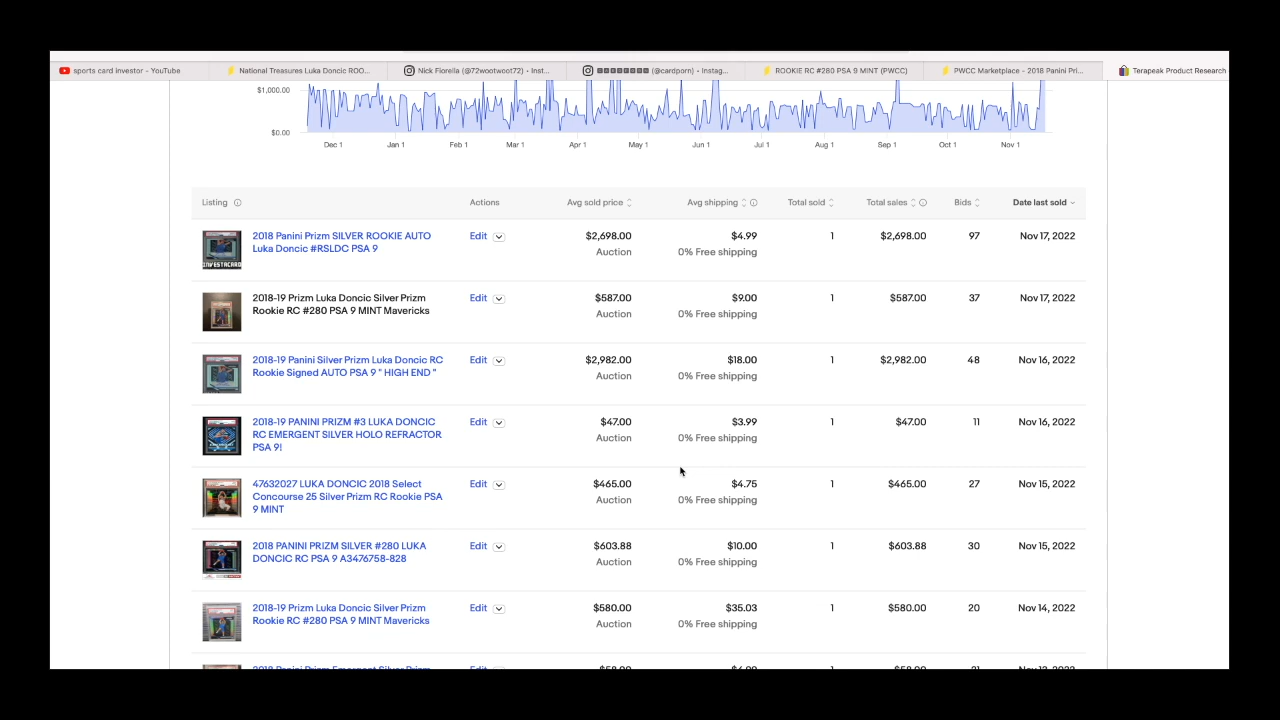 sports card investor - YouTube
National Treasures Luka Doncic ROO...
Nick Fiorella (@72wootwoot72) • Inst...
(@cardporn) • Instag...
ROOKIE RC #280 PSA 9 MINT (PWCC)
PWCC Marketplace - 2018 Panini Pri...
Terapeak Product Research
$1,000.00
$0.00
Dec 1 Jan 1 Feb 1 Mar 1 Apr 1 May 1 Jun 1 Jul 1 Aug 1 Sep 1 Oct 1 Nov 1
Listing Actions Avg sold price Avg shipping Total sold Total sales Bids Date last sold
2018 Panini Prizm SILVER ROOKIE AUTO Edit $2,698.00 $4.99 1 $2,698.00 97 Nov 17, 2022
Luka Doncic #RSLDC PSA 9 Auction 0% Free shipping
INVESTACARD
2018-19 Prizm Luka Doncic Silver Prizm Edit $587.00 $9.00 1 $587.00 37 Nov 17, 2022
Rookie RC #280 PSA 9 MINT Mavericks Auction 0% Free shipping
2018-19 Panini Silver Prizm Luka Doncic RC Edit $2,982.00 $18.00 1 $2,982.00 48 Nov 16, 2022
Rookie Signed AUTO PSA 9 " HIGH END " Auction 0% Free shipping
2018-19 PANINI PRIZM #3 LUKA DONCIC Edit $47.00 $3.99 1 $47.00 11 Nov 16, 2022
RC EMERGENT SILVER HOLO REFRACTOR Auction 0% Free shipping
PSA 9!
47632027 LUKA DONCIC 2018 Select Edit $465.00 $4.75 1 $465.00 27 Nov 15, 2022
Concourse 25 Silver Prizm RC Rookie PSA Auction 0% Free shipping
9 MINT
2018 PANINI PRIZM SILVER #280 LUKA Edit $603.88 $10.00 1 $603.88 30 Nov 15, 2022
DONCIC RC PSA 9 A3476758-828 Auction 0% Free shipping
2018-19 Prizm Luka Doncic Silver Prizm Edit $580.00 $35.03 1 $580.00 20 Nov 14, 2022
Rookie RC #280 PSA 9 MINT Mavericks Auction 0% Free shipping
2018 Panini Prizm Emergent Silver Prizm Edit